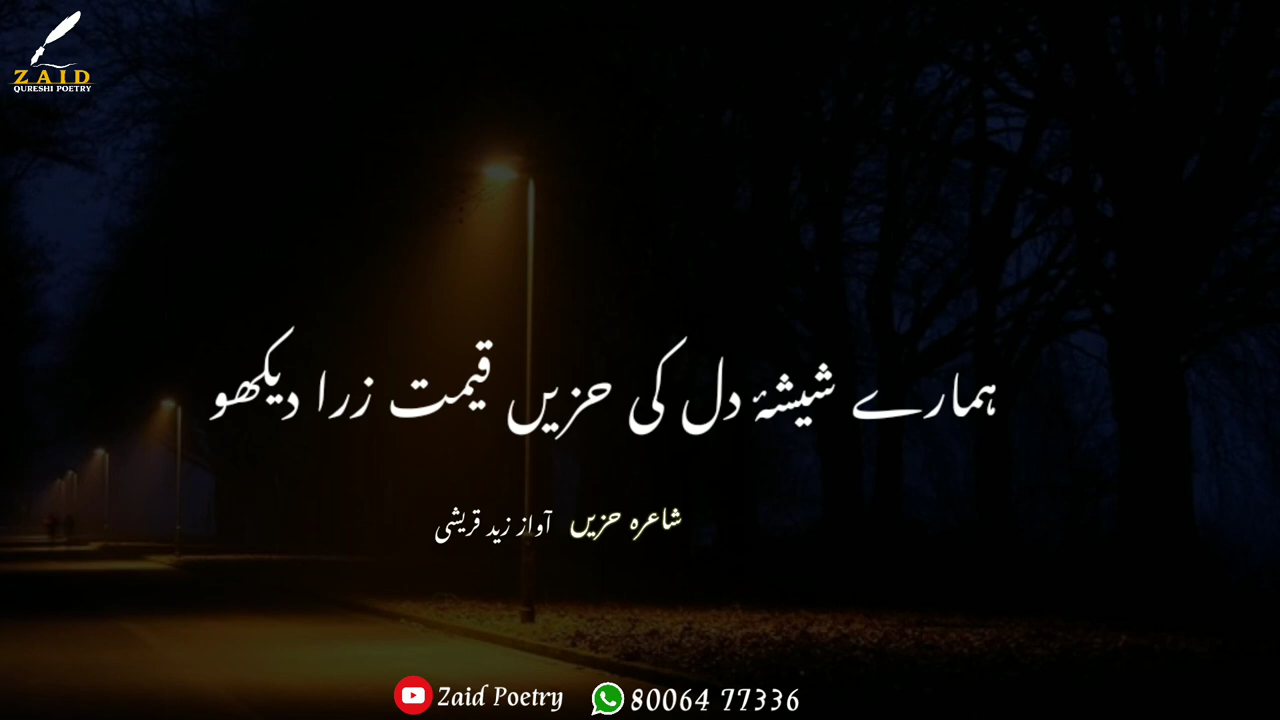 ZAID
QURESHI POETRY
ہمارے شیشۂ دل کی حزیں قیمت زرا دیکھو
شاعرہ حزیں آواز زید قریشی
Zaid Poetry 80064 77336